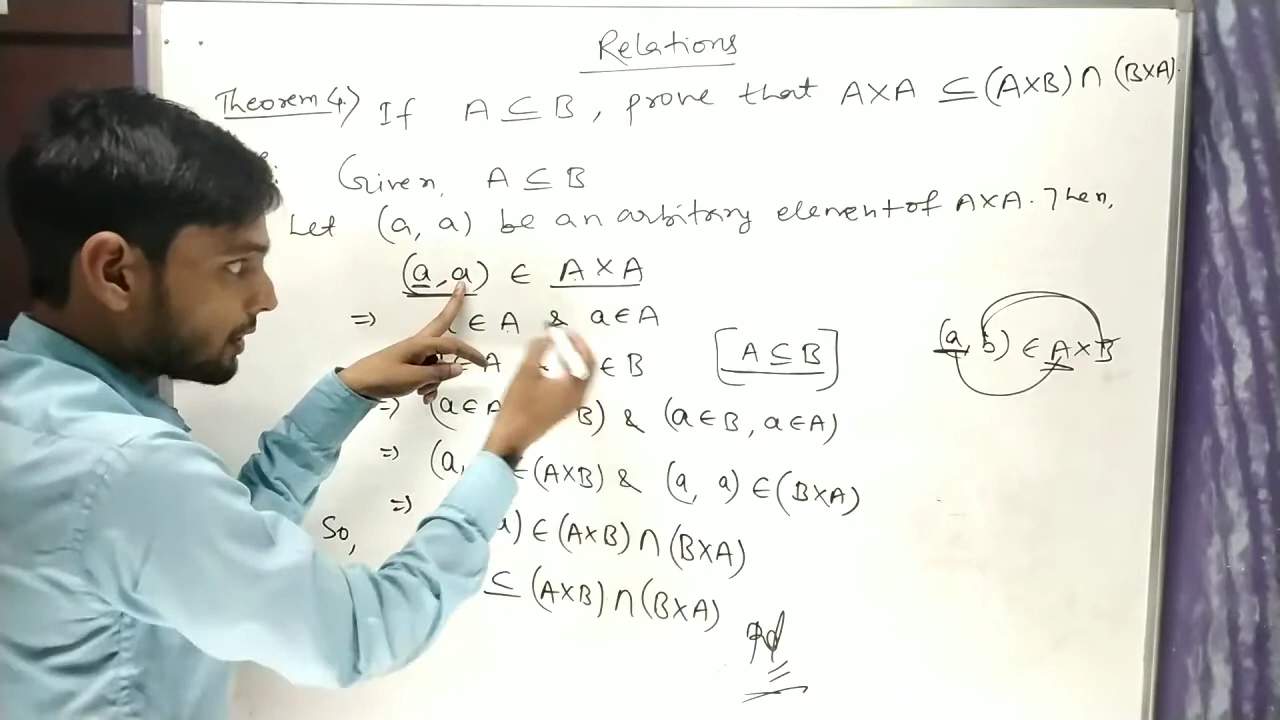 Relations
Theorem 4.) If A ⊆ B, prove that A×A ⊆ (A×B) ∩ (B×A).
Given, A ⊆ B
Let (a, a) be an arbitrary element of A×A. Then,
(a, a) ∈ A×A
⇒ ∈ A & a∈A
∈ A ∈ B [A ⊆ B]
(a, b) ∈ A×B
⇒ (a∈A B) & (a∈B, a∈A)
⇒ (a, ∈ (A×B) & (a, a) ∈ (B×A)
⇒ a) ∈ (A×B) ∩ (B×A)
So,
⊆ (A×B) ∩ (B×A)